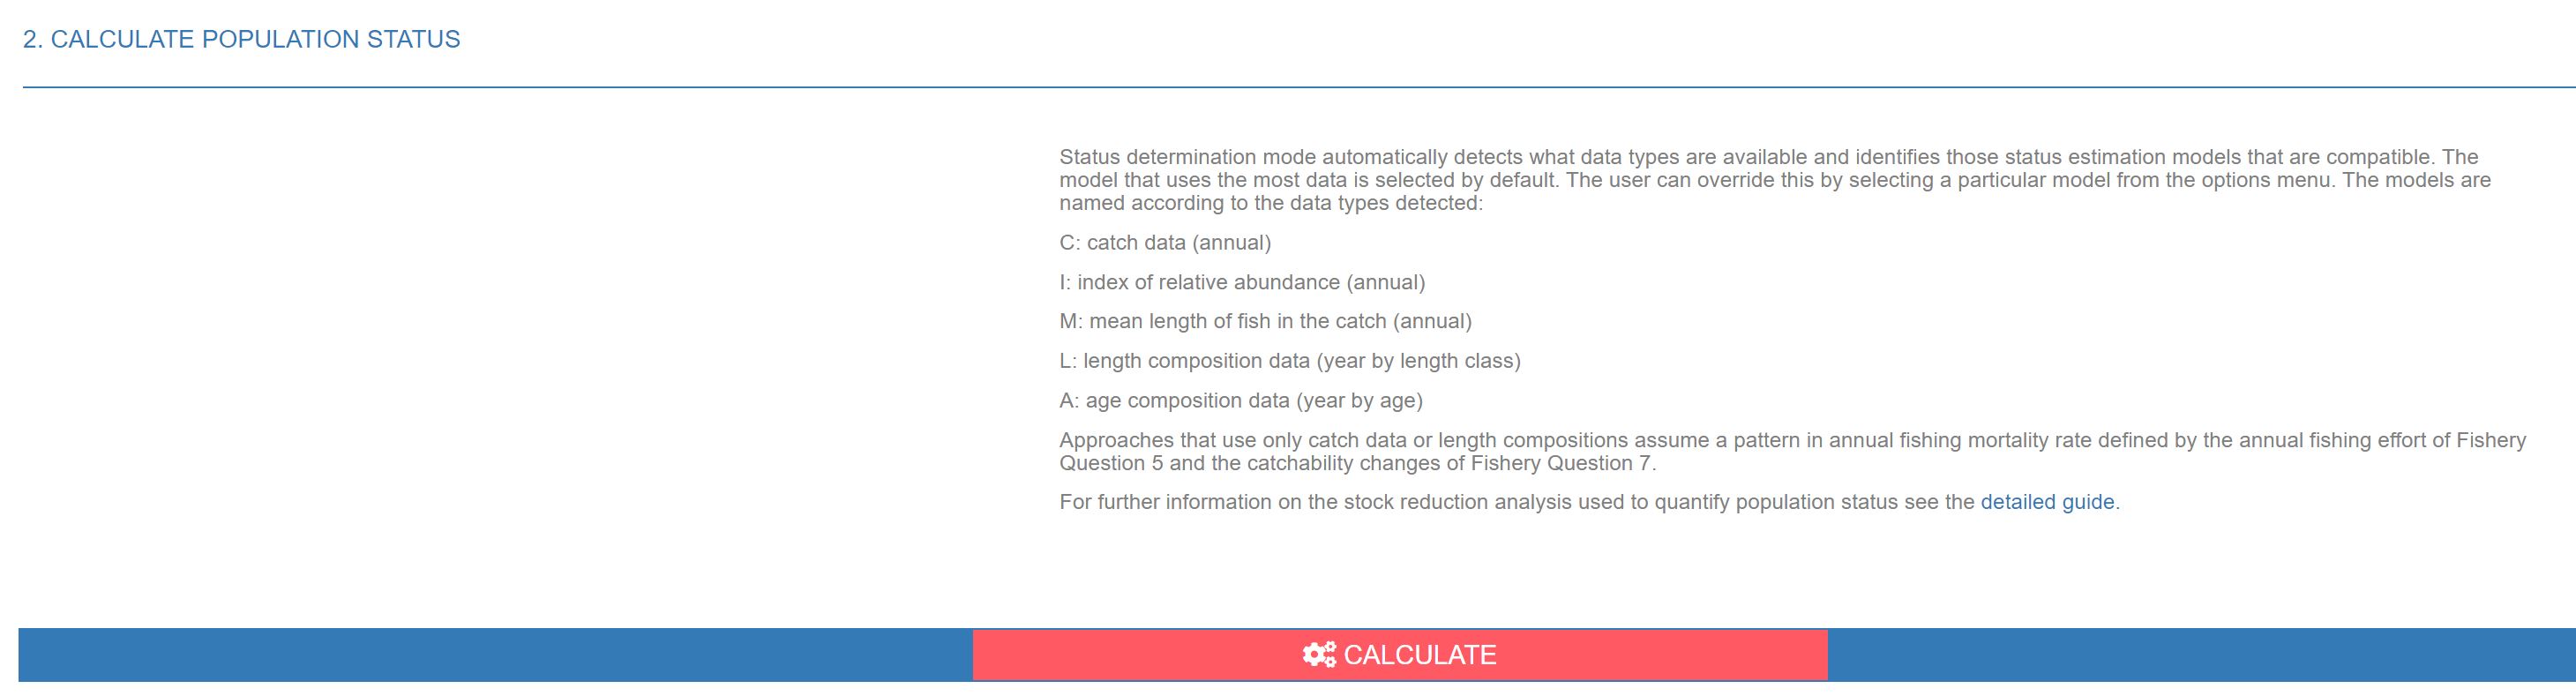 2. CALCULATE POPULATION STATUS
Status determination mode automatically detects what data types are available and identifies those status estimation models that are compatible. The
model that uses the most data is selected by default. The user can override this by selecting a particular model from the options menu. The models are
named according to the data types detected:
C: catch data (annual)
I: index of relative abundance (annual)
M: mean length of fish in the catch (annual)
L: length composition data (year by length class)
A: age composition data (year by age)
Approaches that use only catch data or length compositions assume a pattern in annual fishing mortality rate defined by the annual fishing effort of Fishery
Question 5 and the catchability changes of Fishery Question 7.
For further information on the stock reduction analysis used to quantify population status see the detailed guide.
CALCULATE